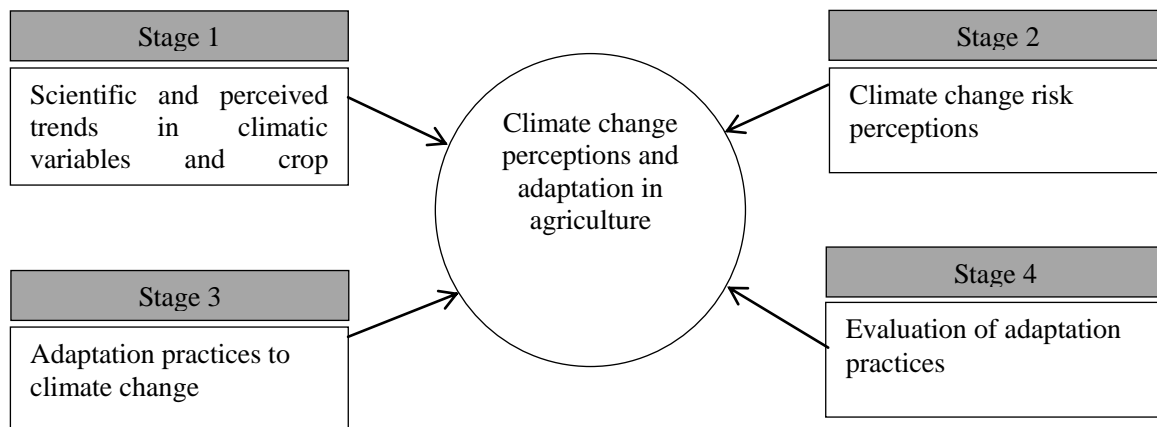 Stage 1
Scientific and perceived
trends in climatic
variables and crop
Climate change
perceptions and
adaptation in
agriculture
Stage 2
Climate change risk
perceptions
Stage 3
Adaptation practices to
climate change
Stage 4
Evaluation of adaptation
practices